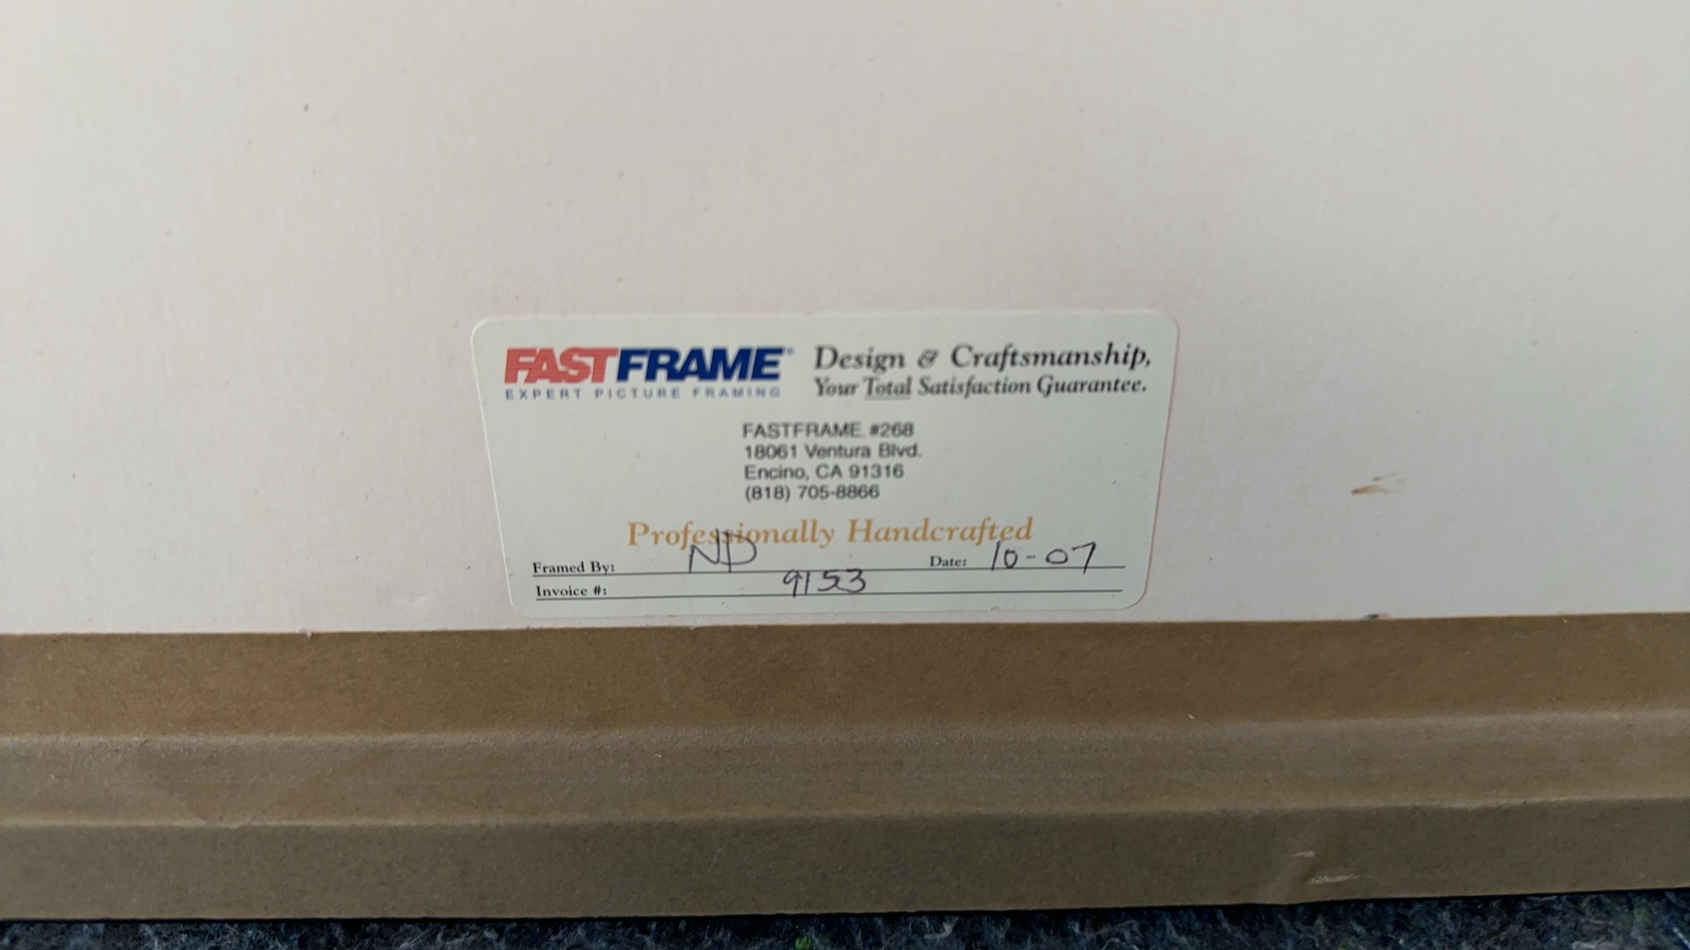 FASTFRAME®
EXPERT PICTURE FRAMING
Design & Craftsmanship,
Your Total Satisfaction Guarantee.
FASTFRAME #268
18061 Ventura Blvd.
Encino, CA 91316
(818) 705-8866
Professionally Handcrafted
Framed By: ND Date: 10-07
Invoice #: 9153